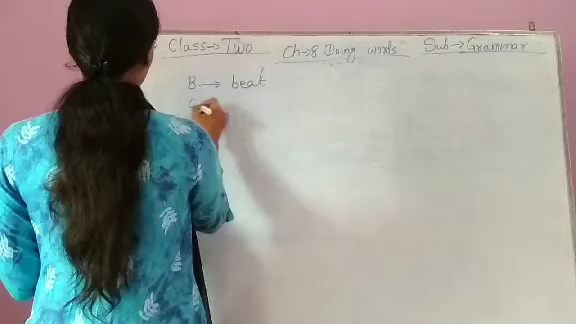 Class → Two Ch → 8 Doing words Sub → Grammar
B → beat